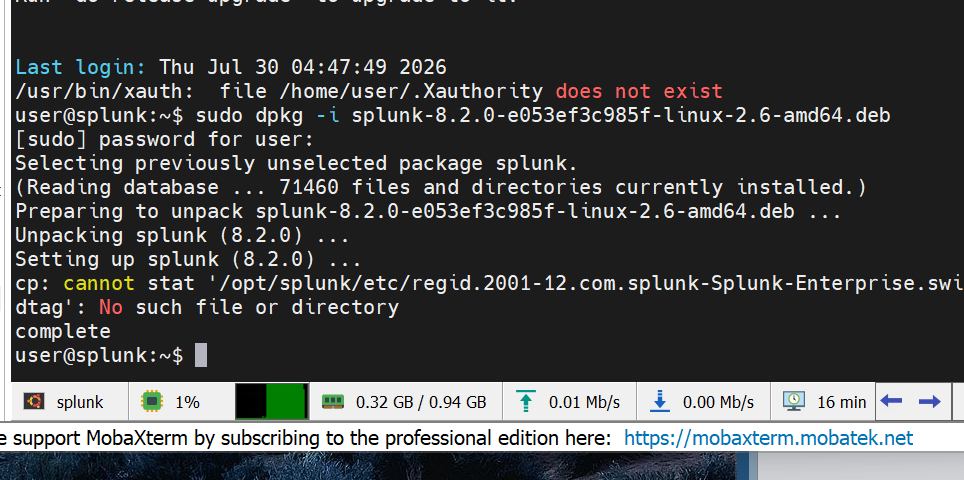 Last login: Thu Jul 30 04:47:49 2026
/usr/bin/xauth:  file /home/user/.Xauthority does not exist
user@splunk:~$ sudo dpkg -i splunk-8.2.0-e053ef3c985f-linux-2.6-amd64.deb
[sudo] password for user:
Selecting previously unselected package splunk.
(Reading database ... 71460 files and directories currently installed.)
Preparing to unpack splunk-8.2.0-e053ef3c985f-linux-2.6-amd64.deb ...
Unpacking splunk (8.2.0) ...
Setting up splunk (8.2.0) ...
cp: cannot stat '/opt/splunk/etc/regid.2001-12.com.splunk-Splunk-Enterprise.swi
dtag': No such file or directory
complete
user@splunk:~$
splunk 1% 0.32 GB / 0.94 GB 0.01 Mb/s 0.00 Mb/s 16 min
support MobaXterm by subscribing to the professional edition here: https://mobaxterm.mobatek.net